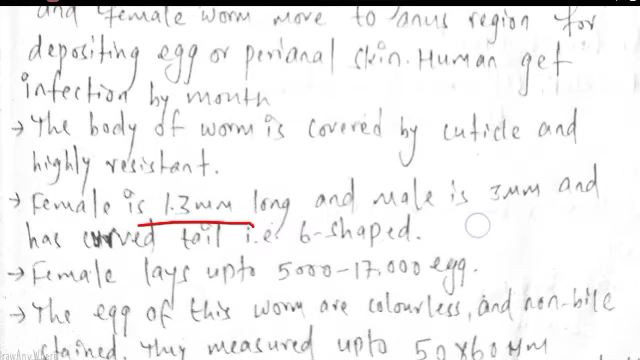 and female worm move to anus region for
depositing egg or perianal skin. Human get
infection by mouth
→ The body of worm is covered by cuticle and
highly resistant.
→ Female is 1.3mm long and Male is 3mm and
has curved tail i.e. 6-shaped.
→ Female lays upto 5000-17,000 egg.
→ The egg of this worm are colourless, and non-bile
stained. They measured upto 50x60 μm
DrawAnyWhere